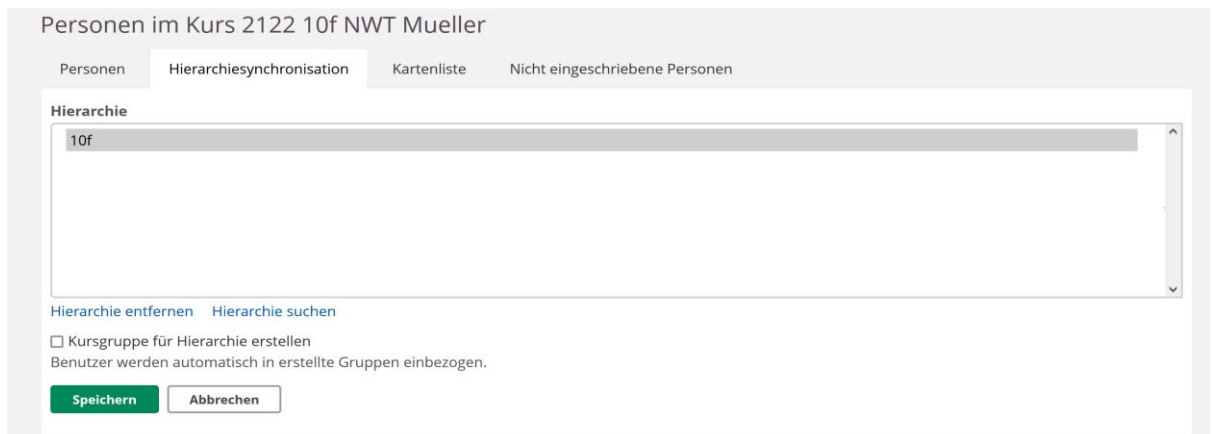 Personen im Kurs 2122 10f NWT Mueller
Personen Hierarchiesynchronisation Kartenliste Nicht eingeschriebene Personen
Hierarchie
10f
Hierarchie entfernen Hierarchie suchen
Kursgruppe für Hierarchie erstellen
Benutzer werden automatisch in erstellte Gruppen einbezogen.
Speichern Abbrechen